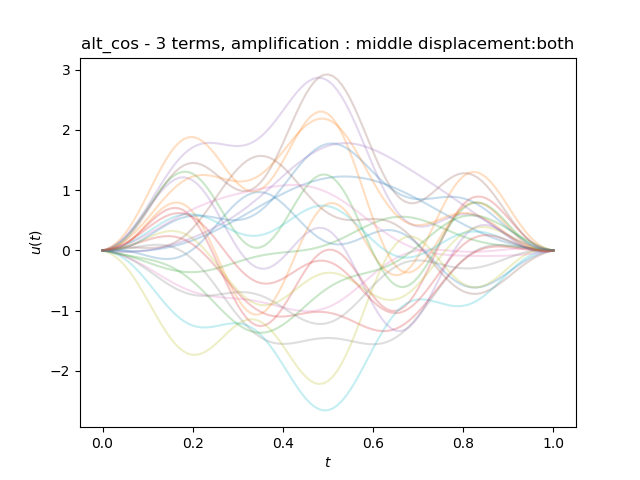 alt_cos - 3 terms, amplification : middle displacement:both
3
2
1
0
−1
−2
u(t)
0.0 0.2 0.4 0.6 0.8 1.0
t